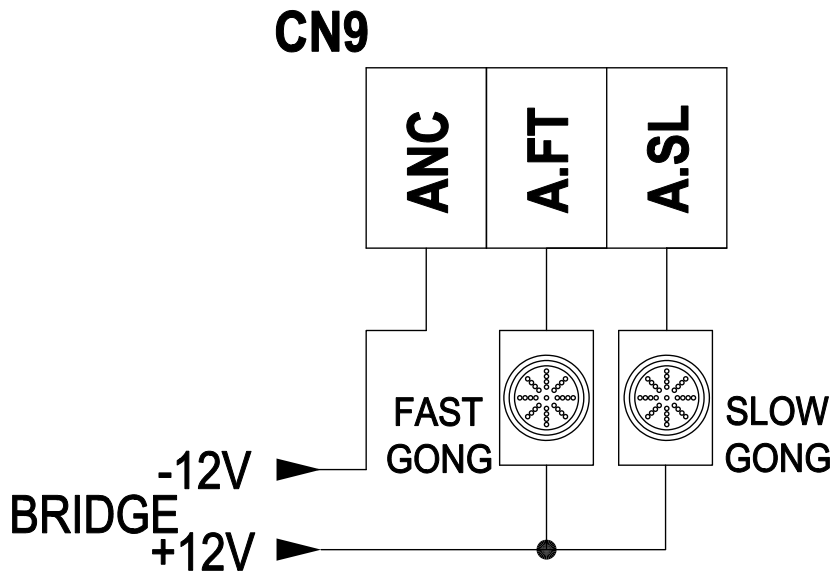 CN9
ANC
A.FT
A.SL
FAST
GONG
SLOW
GONG
-12V
BRIDGE
+12V